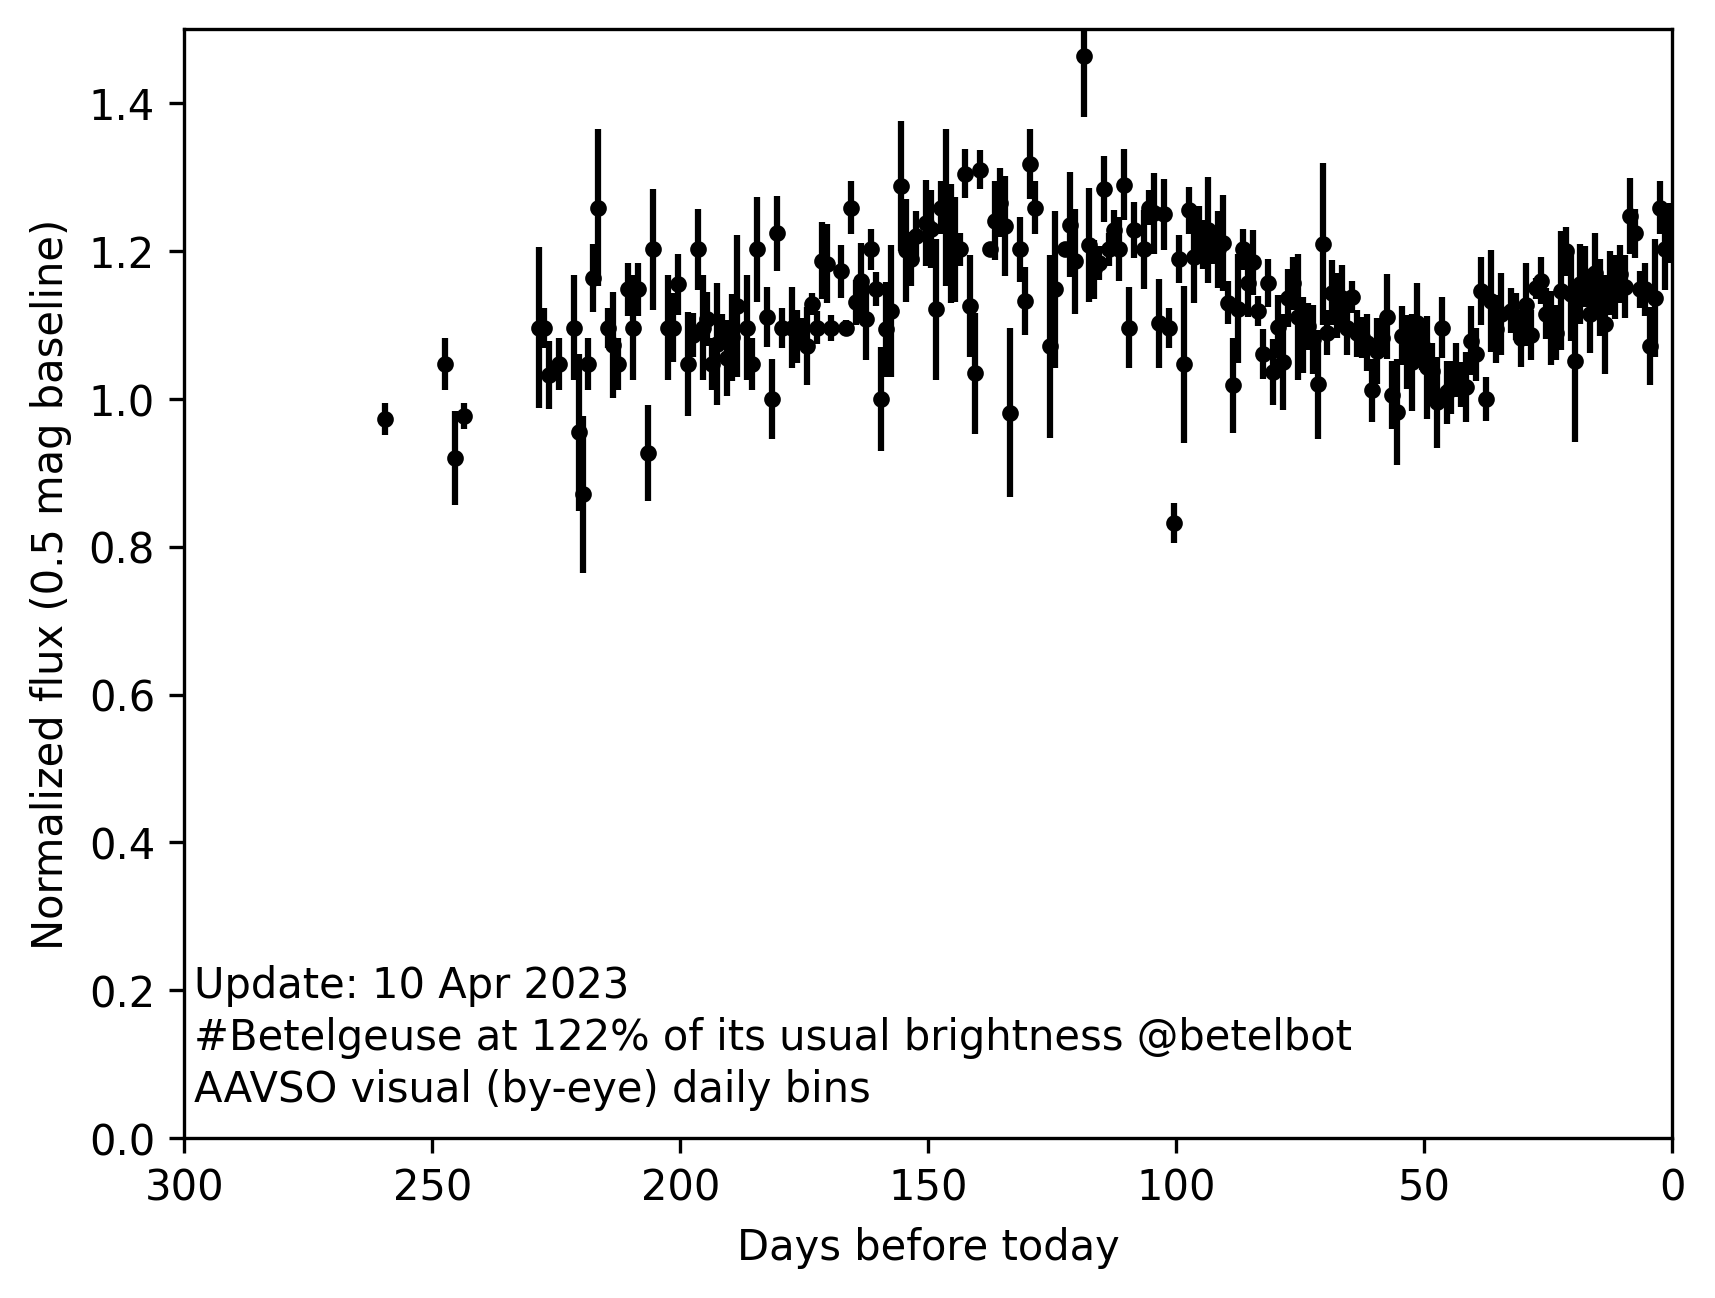 1.4
1.2
1.0
0.8
0.6
0.4
0.2
0.0
Normalized flux (0.5 mag baseline)
Update: 10 Apr 2023
#Betelgeuse at 122% of its usual brightness @betelbot
AAVSO visual (by-eye) daily bins
300 250 200 150 100 50 0
Days before today